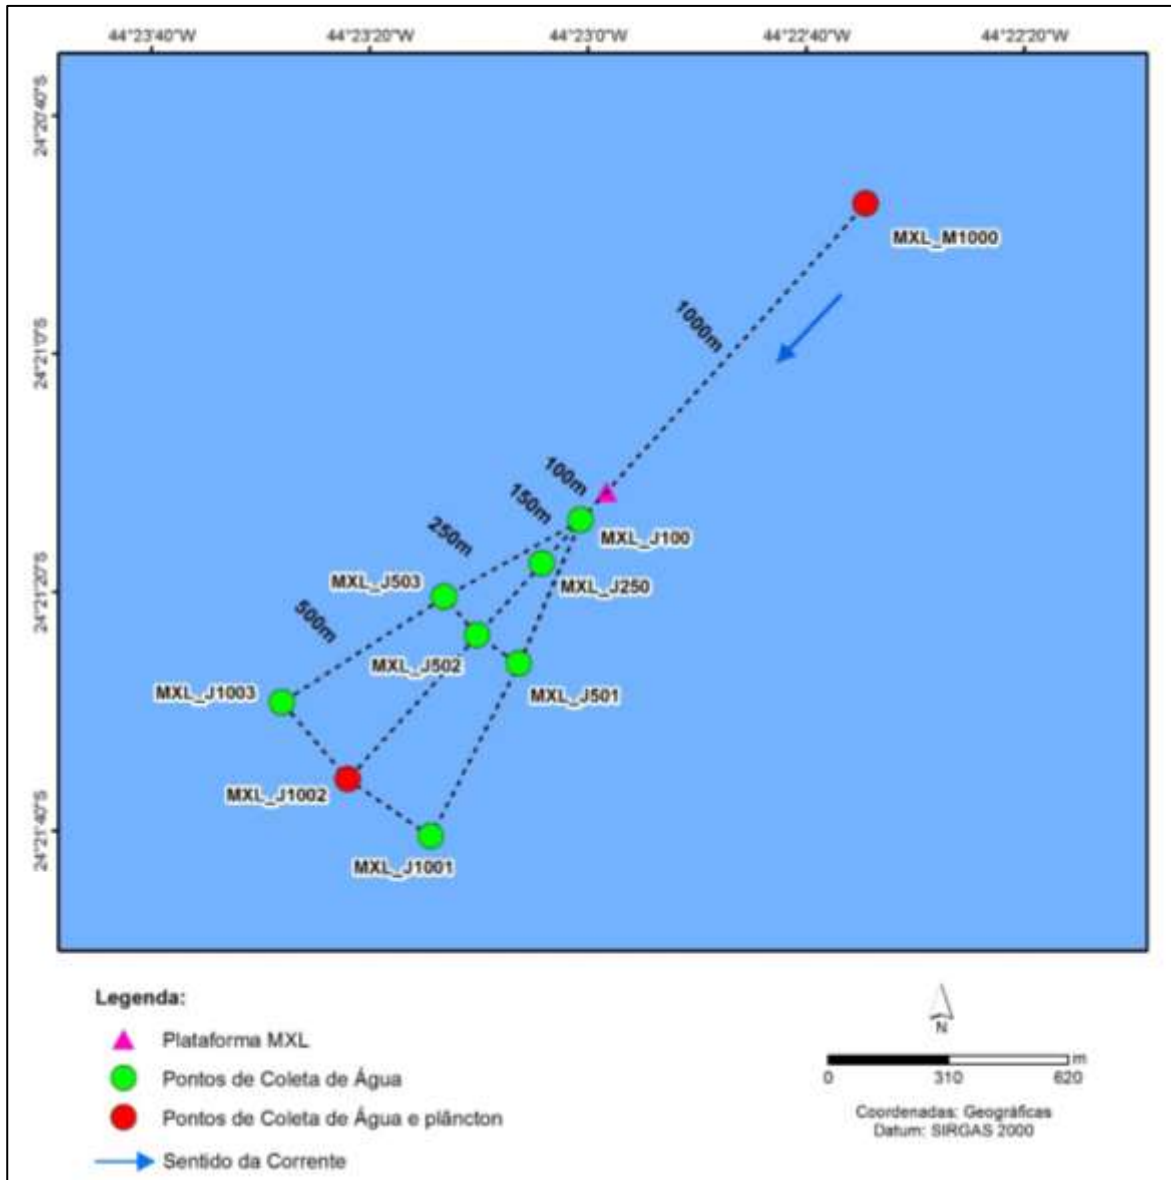 44°23'40"W 44°23'20"W 44°23'0"W 44°22'40"W 44°22'20"W
24°20'40"S
24°21'0"S
24°21'20"S
24°21'40"S
MXL_M1000
1000m
100m
150m
250m
500m
MXL_J100
MXL_J250
MXL_J503
MXL_J502
MXL_J501
MXL_J1003
MXL_J1002
MXL_J1001
Legenda:
Plataforma MXL
Pontos de Coleta de Água
Pontos de Coleta de Água e plâncton
Sentido da Corrente
N
m
0 310 620
Coordenadas: Geográficas
Datum: SIRGAS 2000